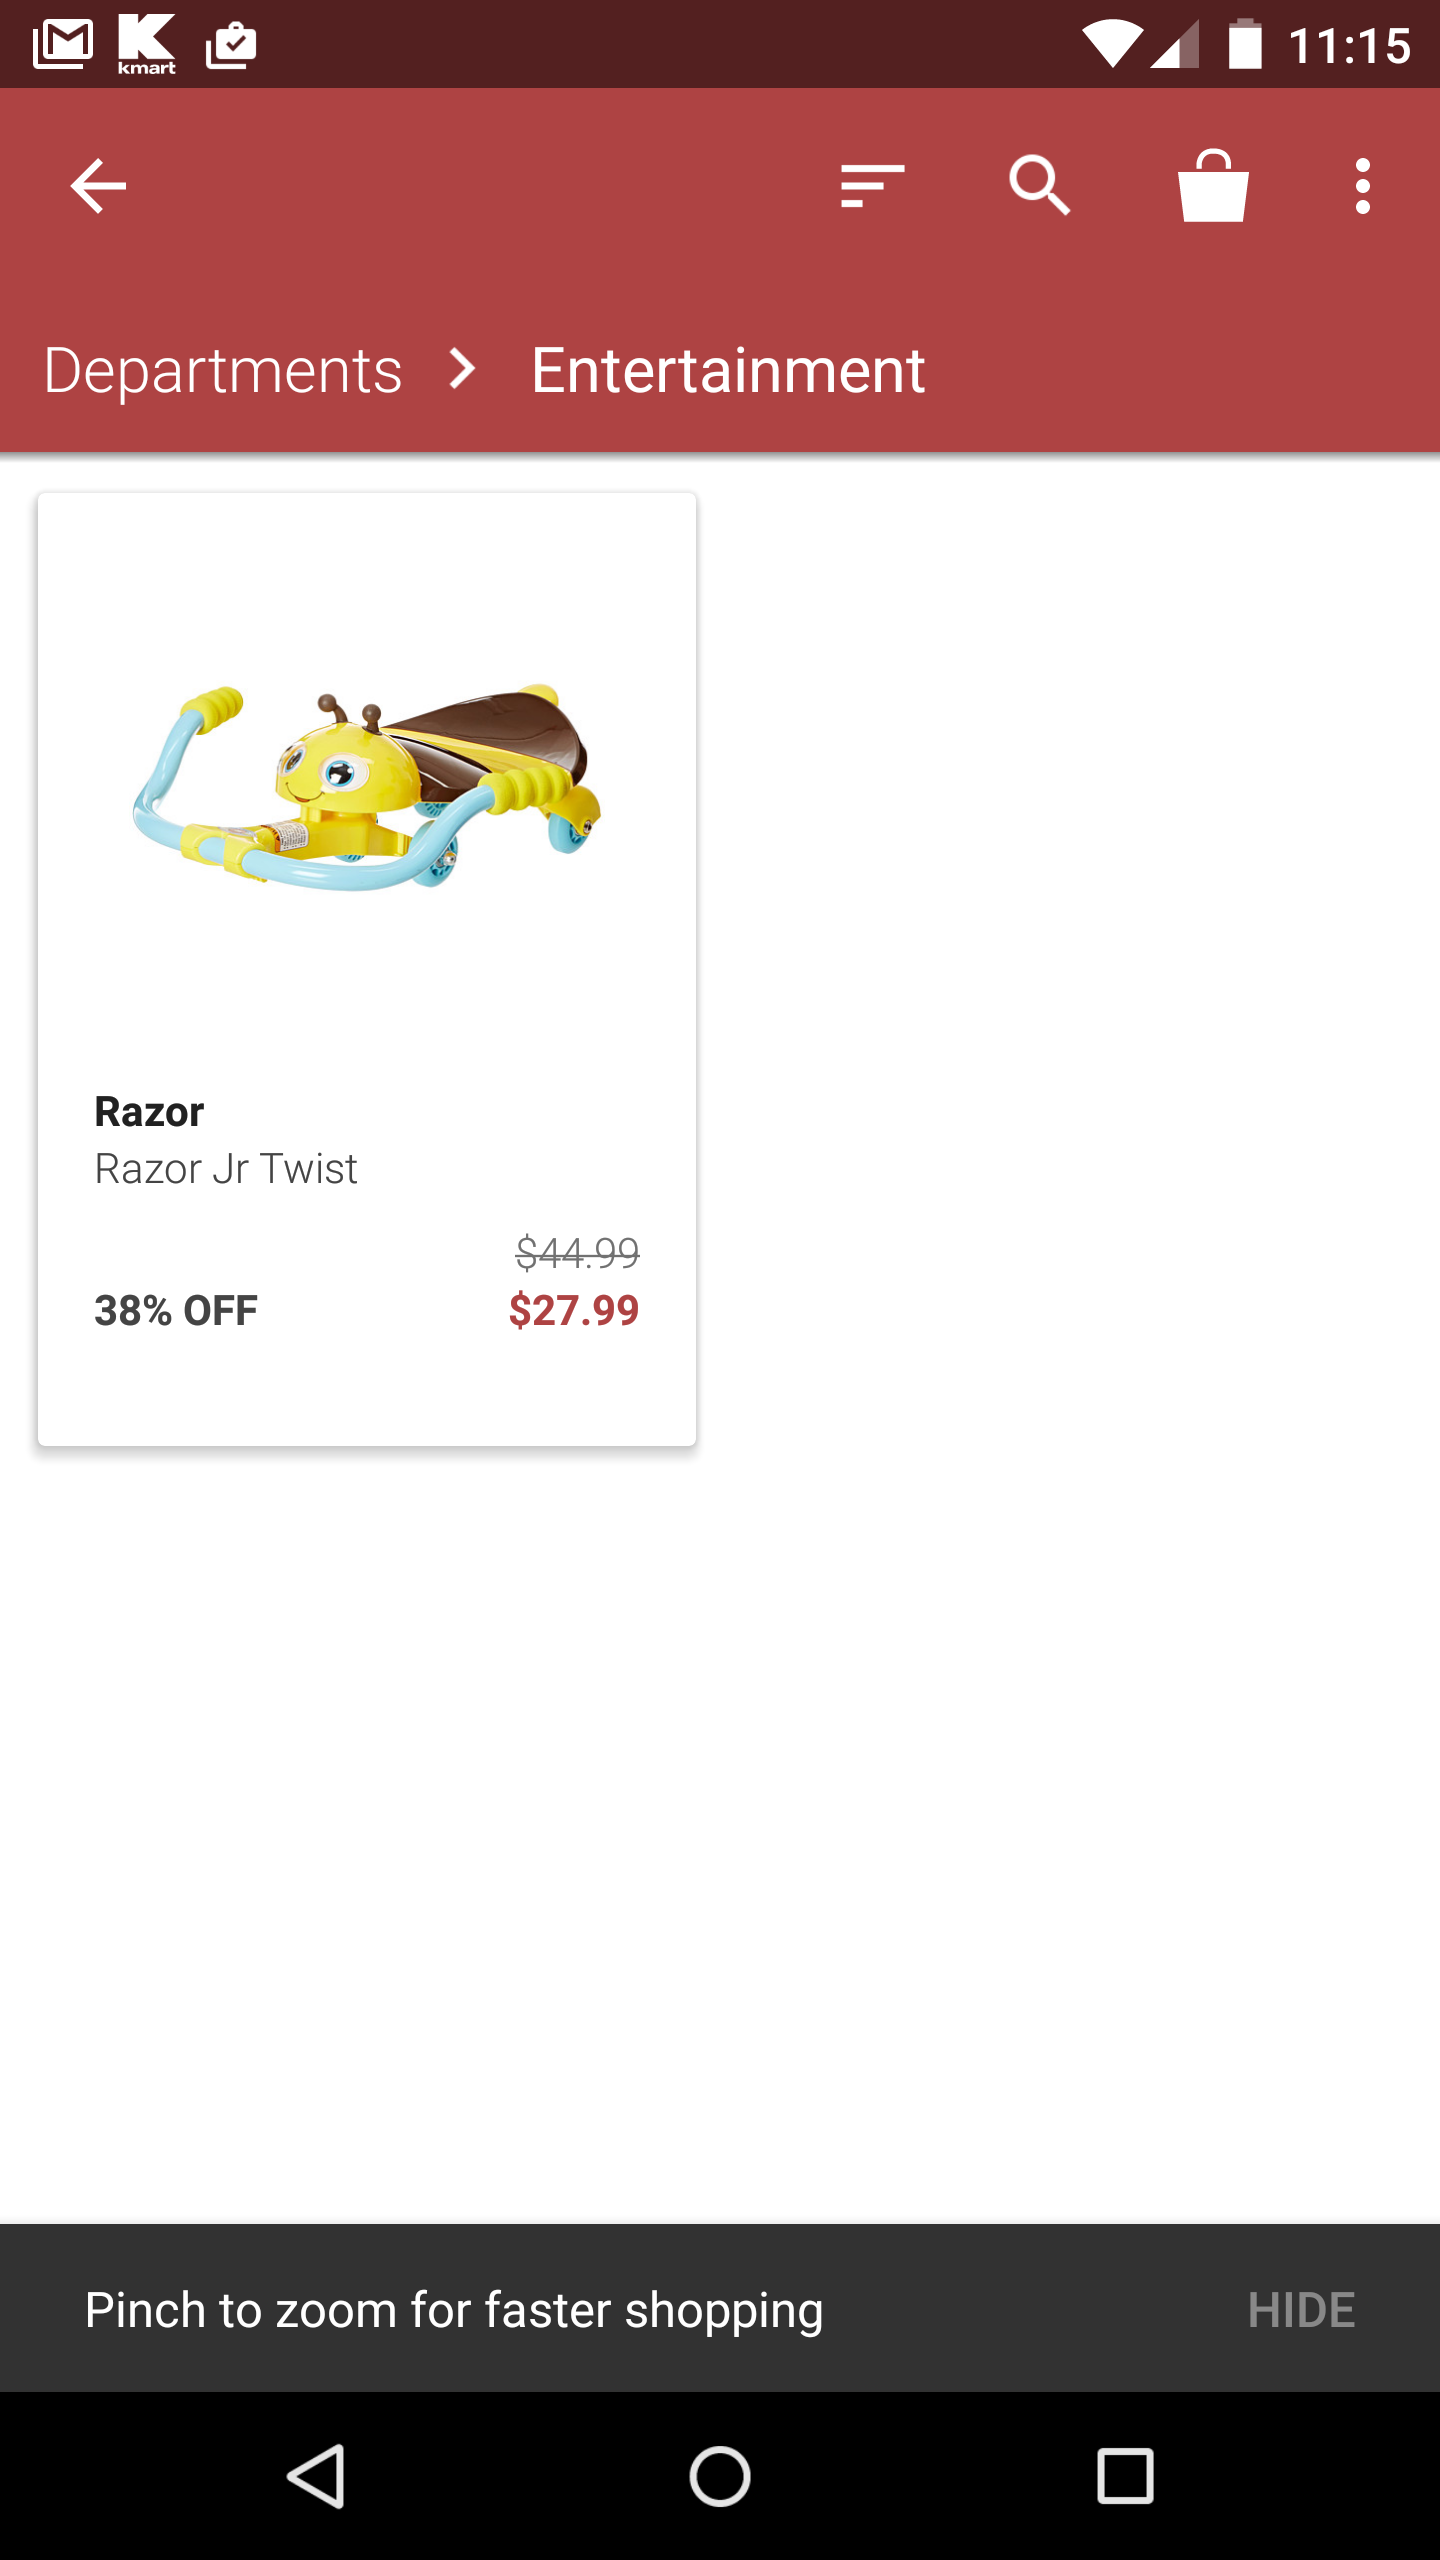 kmart
11:15
Departments
Entertainment
Razor
Razor Jr Twist
$44.99
38% OFF
$27.99
Pinch to zoom for faster shopping
HIDE